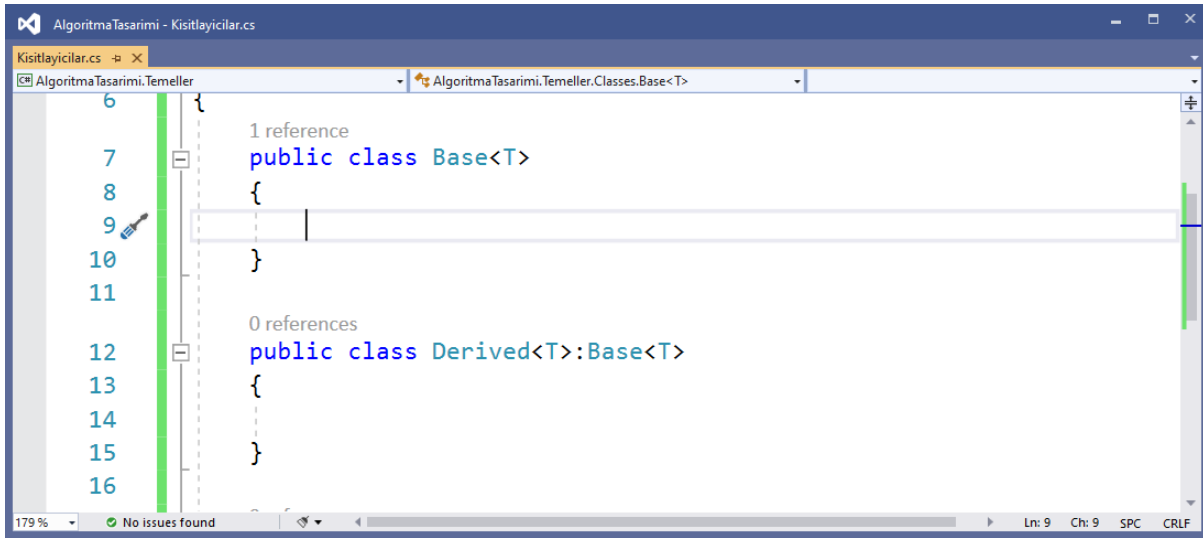 AlgoritmaTasarimi - Kisitlayicilar.cs
Kisitlayicilar.cs
C# AlgoritmaTasarimi.Temeller AlgoritmaTasarimi.Temeller.Classes.Base<T>
6 {
1 reference
7 public class Base<T>
8 {
9
10 }
11
0 references
12 public class Derived<T>:Base<T>
13 {
14
15 }
16
179 % No issues found Ln: 9 Ch: 9 SPC CRLF